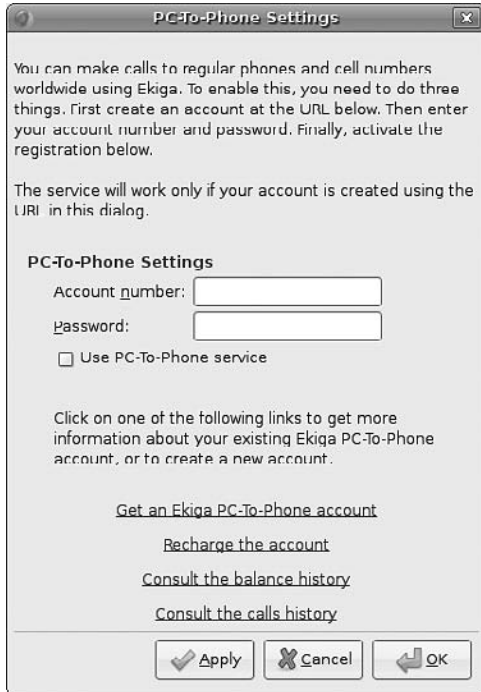 PC-To-Phone Settings
You can make calls to regular phones and cell numbers
worldwide using Ekiga. To enable this, you need to do three
things. First create an account at the URL below. Then enter
your account number and password. Finally, activate the
registration below.
The service will work only if your account is created using the
URL in this dialog.
PC-To-Phone Settings
Account number:
Password:
Use PC-To-Phone service
Click on one of the following links to get more
information about your existing Ekiga PC-To-Phone
account, or to create a new account.
Get an Ekiga PC-To-Phone account
Recharge the account
Consult the balance history
Consult the calls history
Apply Cancel OK